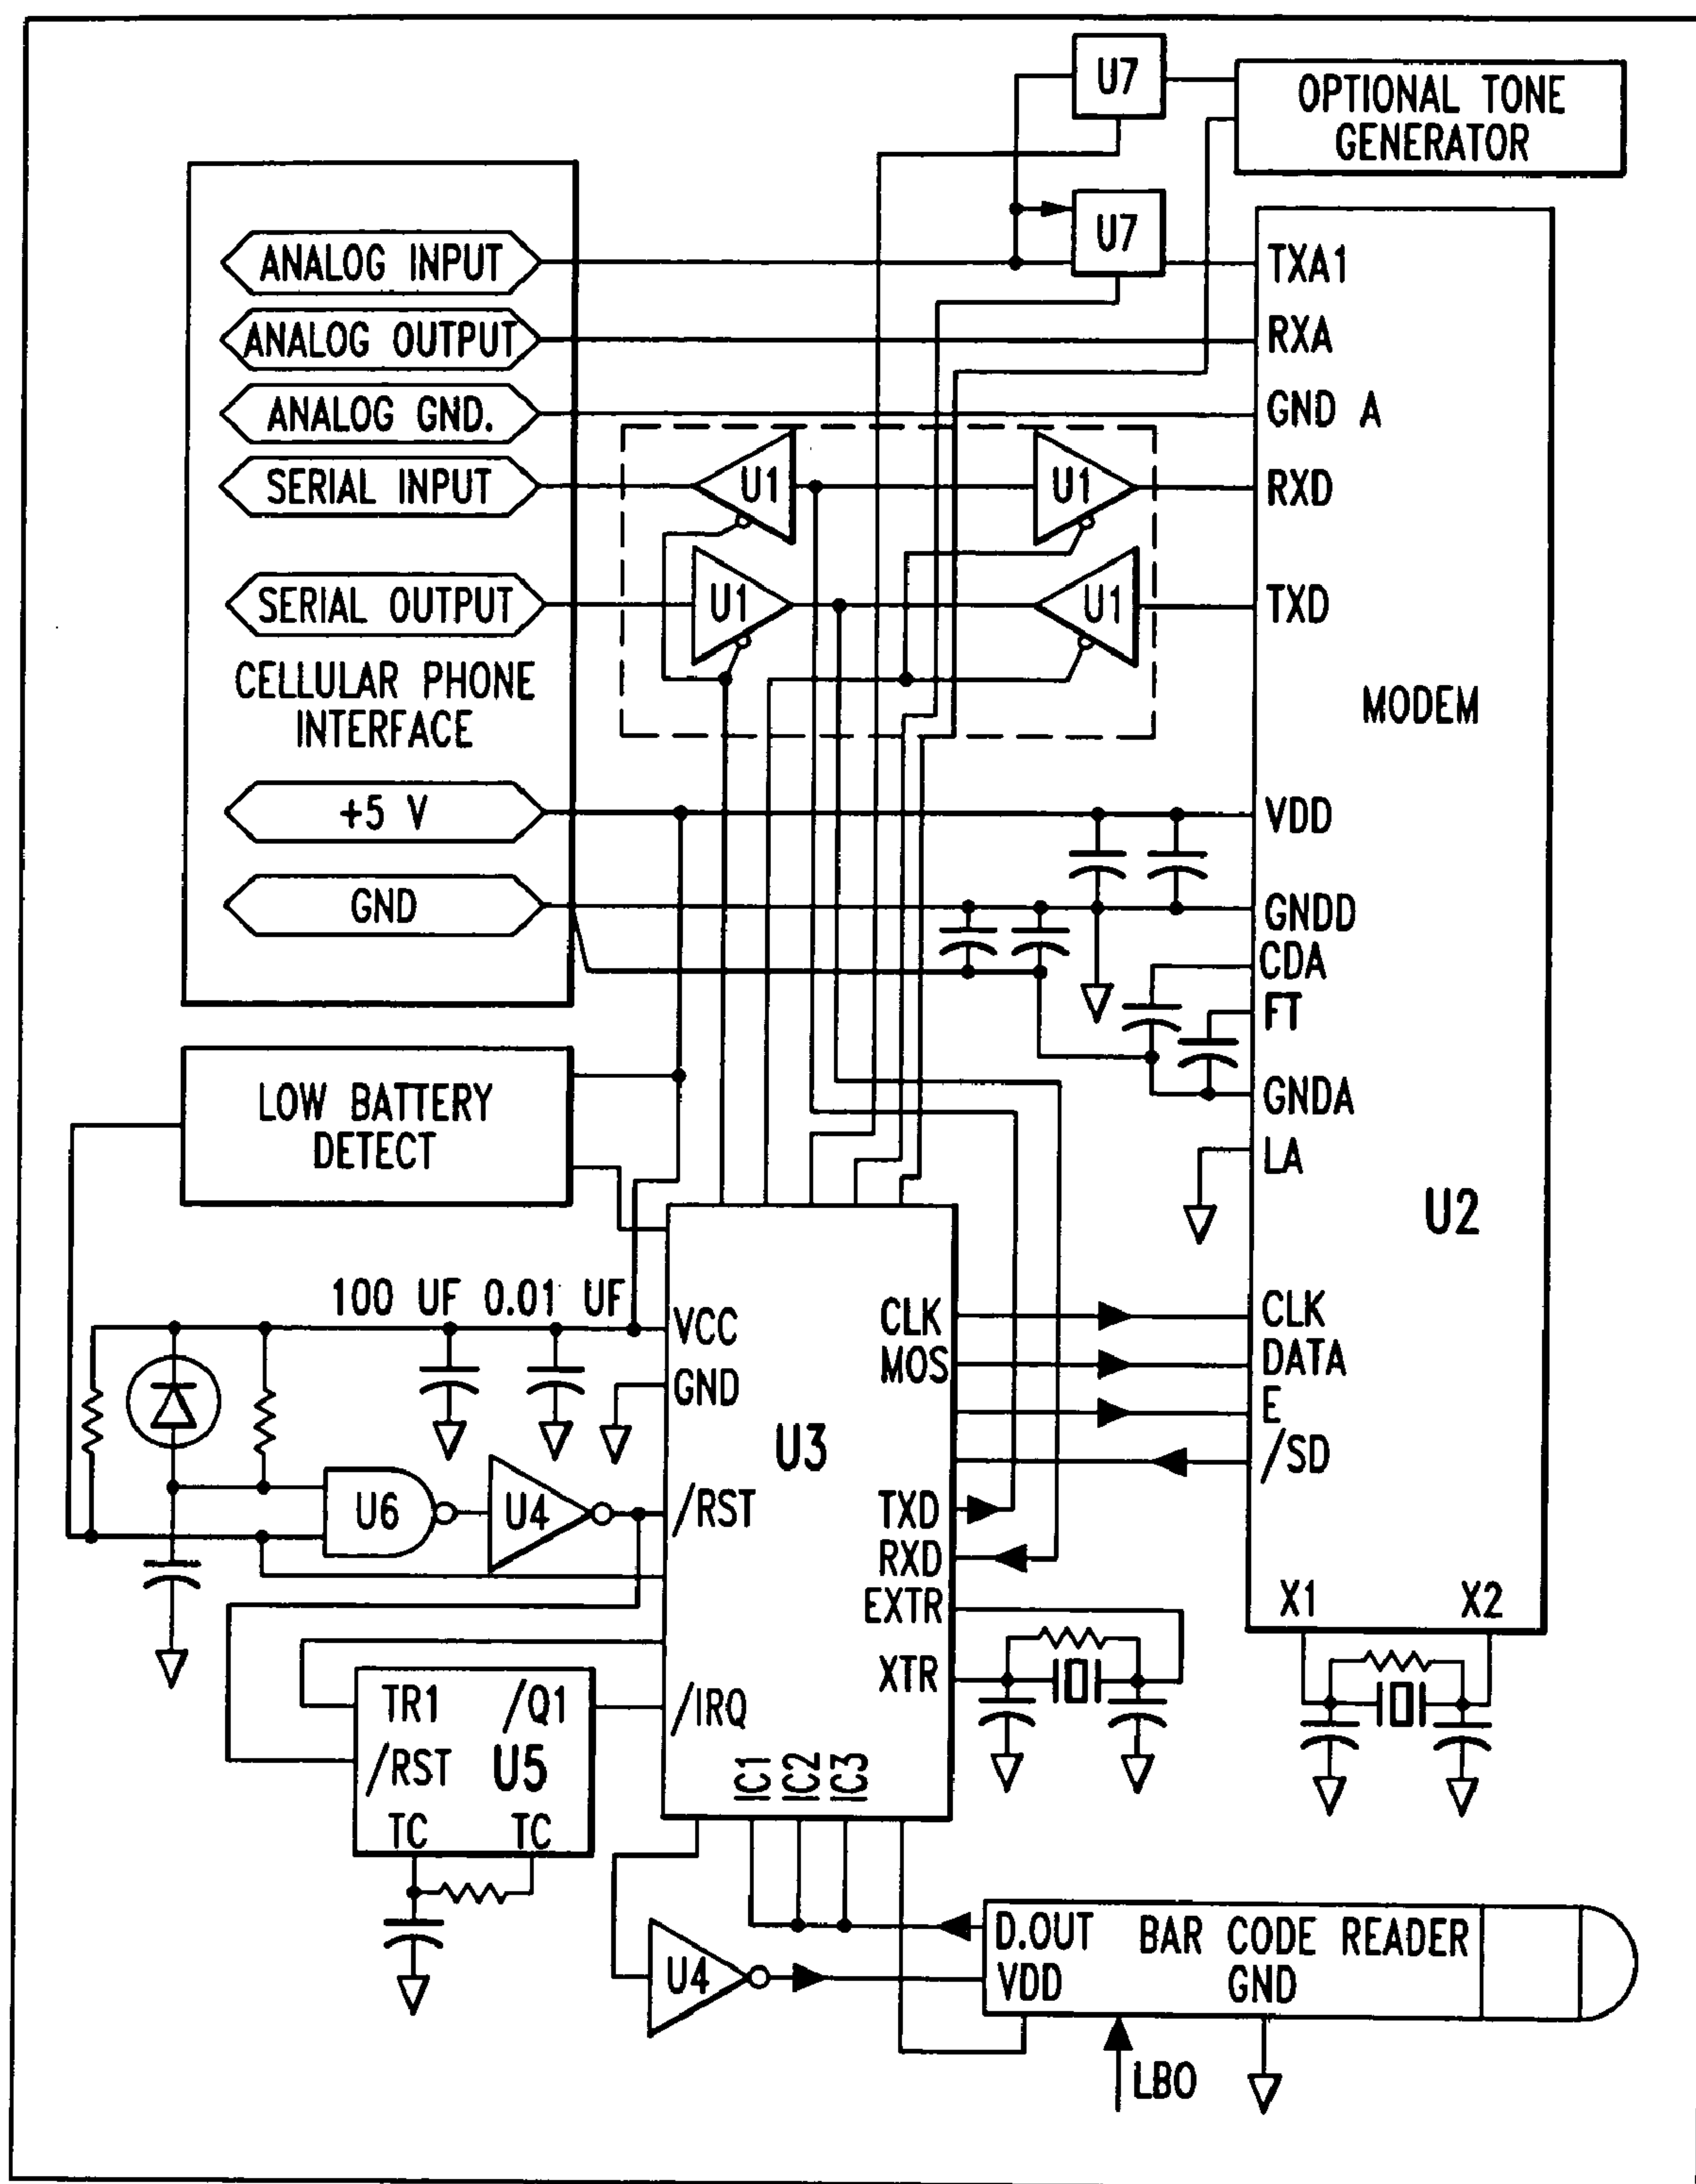 U7
OPTIONAL TONE
GENERATOR
U7
ANALOG INPUT
TXA1
ANALOG OUTPUT
RXA
ANALOG GND.
GND A
SERIAL INPUT
U1
U1
RXD
SERIAL OUTPUT
U1
U1
TXD
CELLULAR PHONE
INTERFACE
MODEM
+5 V
VDD
GND
GNDD
CDA
FT
LOW BATTERY
DETECT
GNDA
LA
U2
100 UF 0.01 UF
VCC
CLK
CLK
MOS
DATA
GND
E
U3
/SD
U6
U4
/RST
TXD
RXD
EXTR
X1
X2
XTR
TR1
/Q1
/IRQ
/RST
U5
IC1
IC2
IC3
TC
TC
D.OUT
BAR CODE READER
U4
VDD
GND
LBO